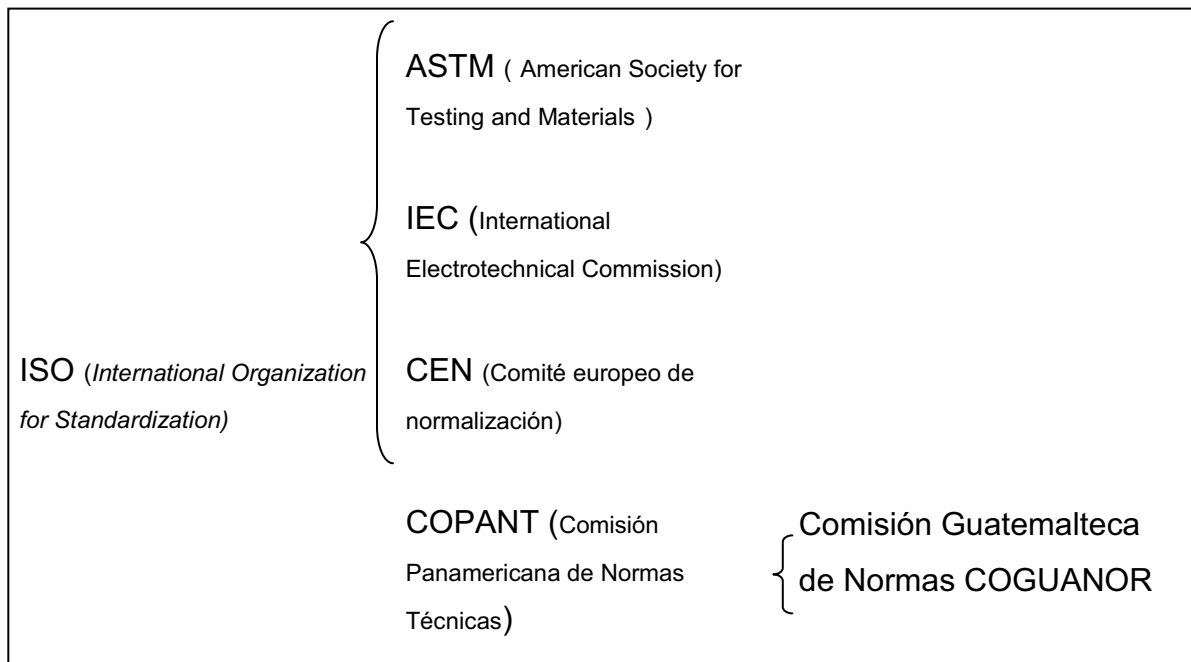 ASTM ( American Society for
Testing and Materials )
IEC (International
Electrotechnical Commission)
ISO (International Organization
for Standardization)
CEN (Comité europeo de
normalización)
COPANT (Comisión
Panamericana de Normas
Técnicas)
Comisión Guatemalteca
de Normas COGUANOR